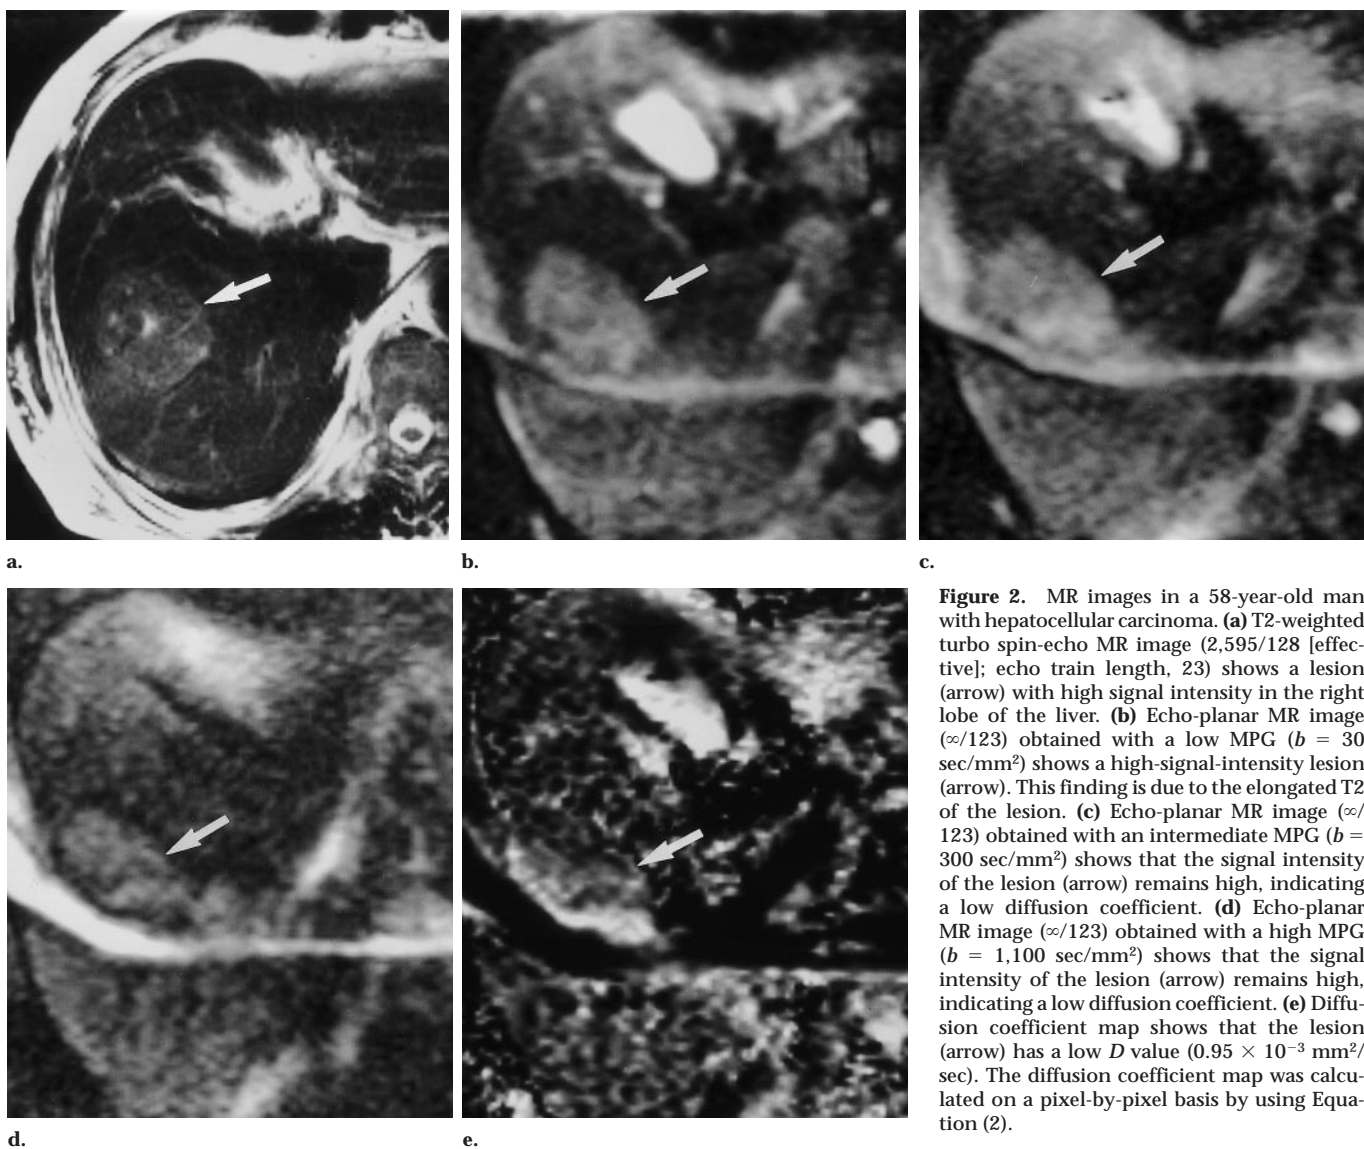 a.
b.
c.
d.
e.
Figure 2. MR images in a 58-year-old man
with hepatocellular carcinoma. (a) T2-weighted
turbo spin-echo MR image (2,595/128 [effec-
tive]; echo train length, 23) shows a lesion
(arrow) with high signal intensity in the right
lobe of the liver. (b) Echo-planar MR image
(∞/123) obtained with a low MPG (b = 30
sec/mm²) shows a high-signal-intensity lesion
(arrow). This finding is due to the elongated T2
of the lesion. (c) Echo-planar MR image (∞/
123) obtained with an intermediate MPG (b =
300 sec/mm²) shows that the signal intensity
of the lesion (arrow) remains high, indicating
a low diffusion coefficient. (d) Echo-planar
MR image (∞/123) obtained with a high MPG
(b = 1,100 sec/mm²) shows that the signal
intensity of the lesion (arrow) remains high,
indicating a low diffusion coefficient. (e) Diffu-
sion coefficient map shows that the lesion
(arrow) has a low D value (0.95 × 10⁻³ mm²/
sec). The diffusion coefficient map was calcu-
lated on a pixel-by-pixel basis by using Equa-
tion (2).